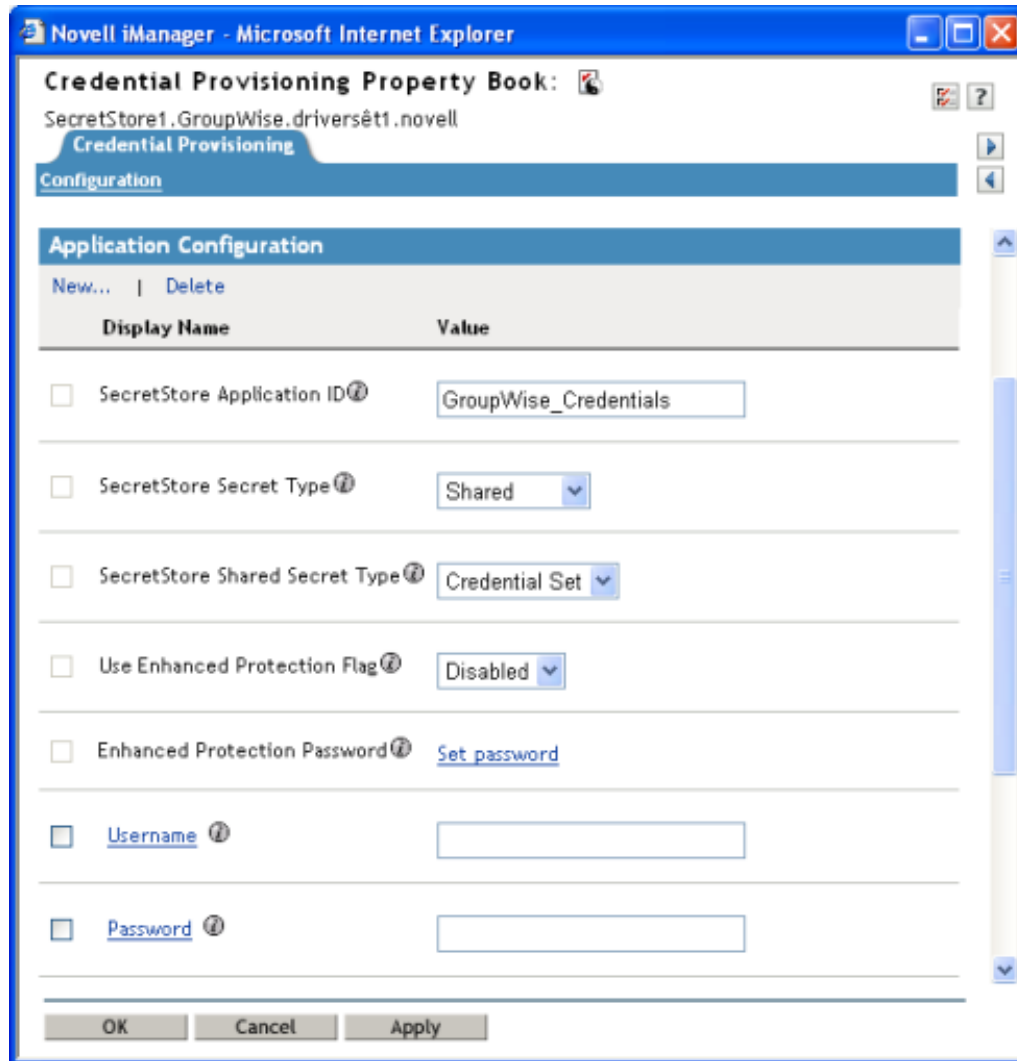 Novell iManager - Microsoft Internet Explorer
Credential Provisioning Property Book:
SecretStore1.GroupWise.driversêt1.novell
Credential Provisioning
Configuration
Application Configuration
New... | Delete
Display Name Value
SecretStore Application ID GroupWise_Credentials
SecretStore Secret Type Shared
SecretStore Shared Secret Type Credential Set
Use Enhanced Protection Flag Disabled
Enhanced Protection Password Set password
Username
Password
OK Cancel Apply